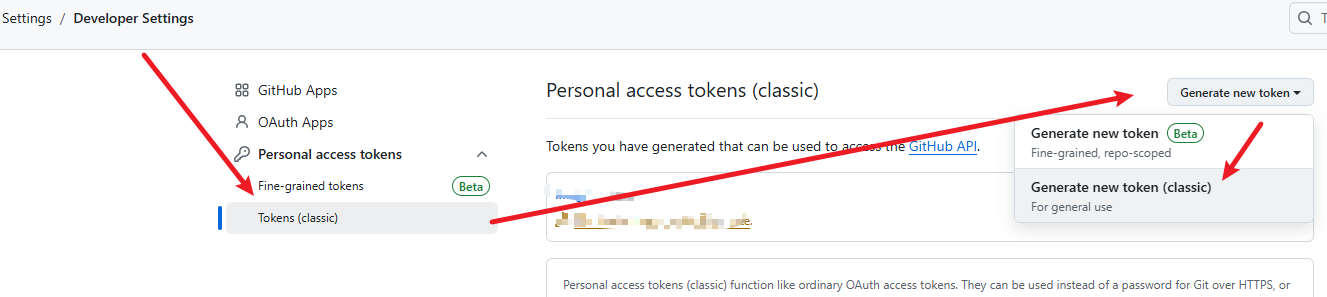 Settings / Developer Settings
GitHub Apps
OAuth Apps
Personal access tokens
Fine-grained tokens Beta
Tokens (classic)
Personal access tokens (classic)
Generate new token
Generate new token Beta
Fine-grained, repo-scoped
Generate new token (classic)
For general use
Tokens you have generated that can be used to access the GitHub API.
Personal access tokens (classic) function like ordinary OAuth access tokens. They can be used instead of a password for Git over HTTPS, or